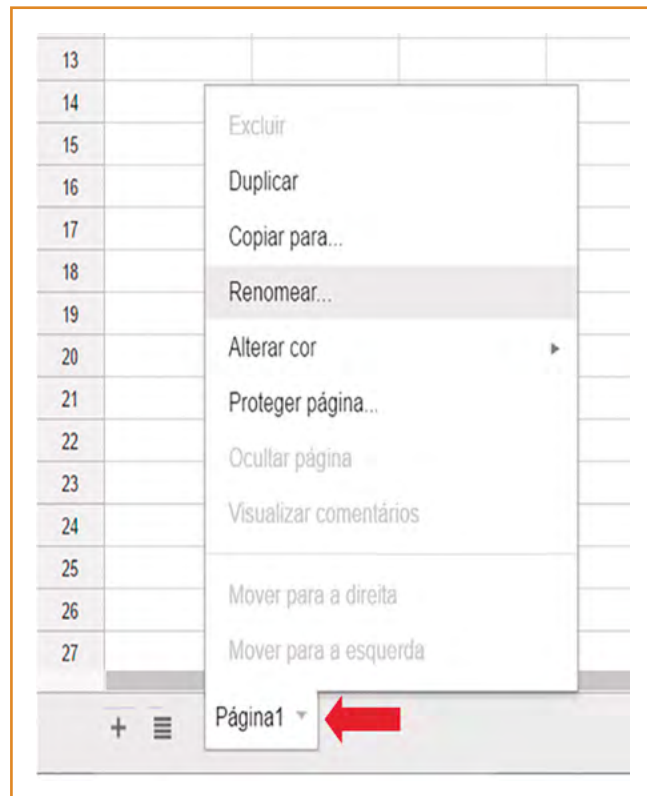 13
14
15
16
17
18
19
20
21
22
23
24
25
26
27
Excluir
Duplicar
Copiar para...
Renomear...
Alterar cor
Proteger página...
Ocultar página
Visualizar comentários
Mover para a direita
Mover para a esquerda
+ Página1